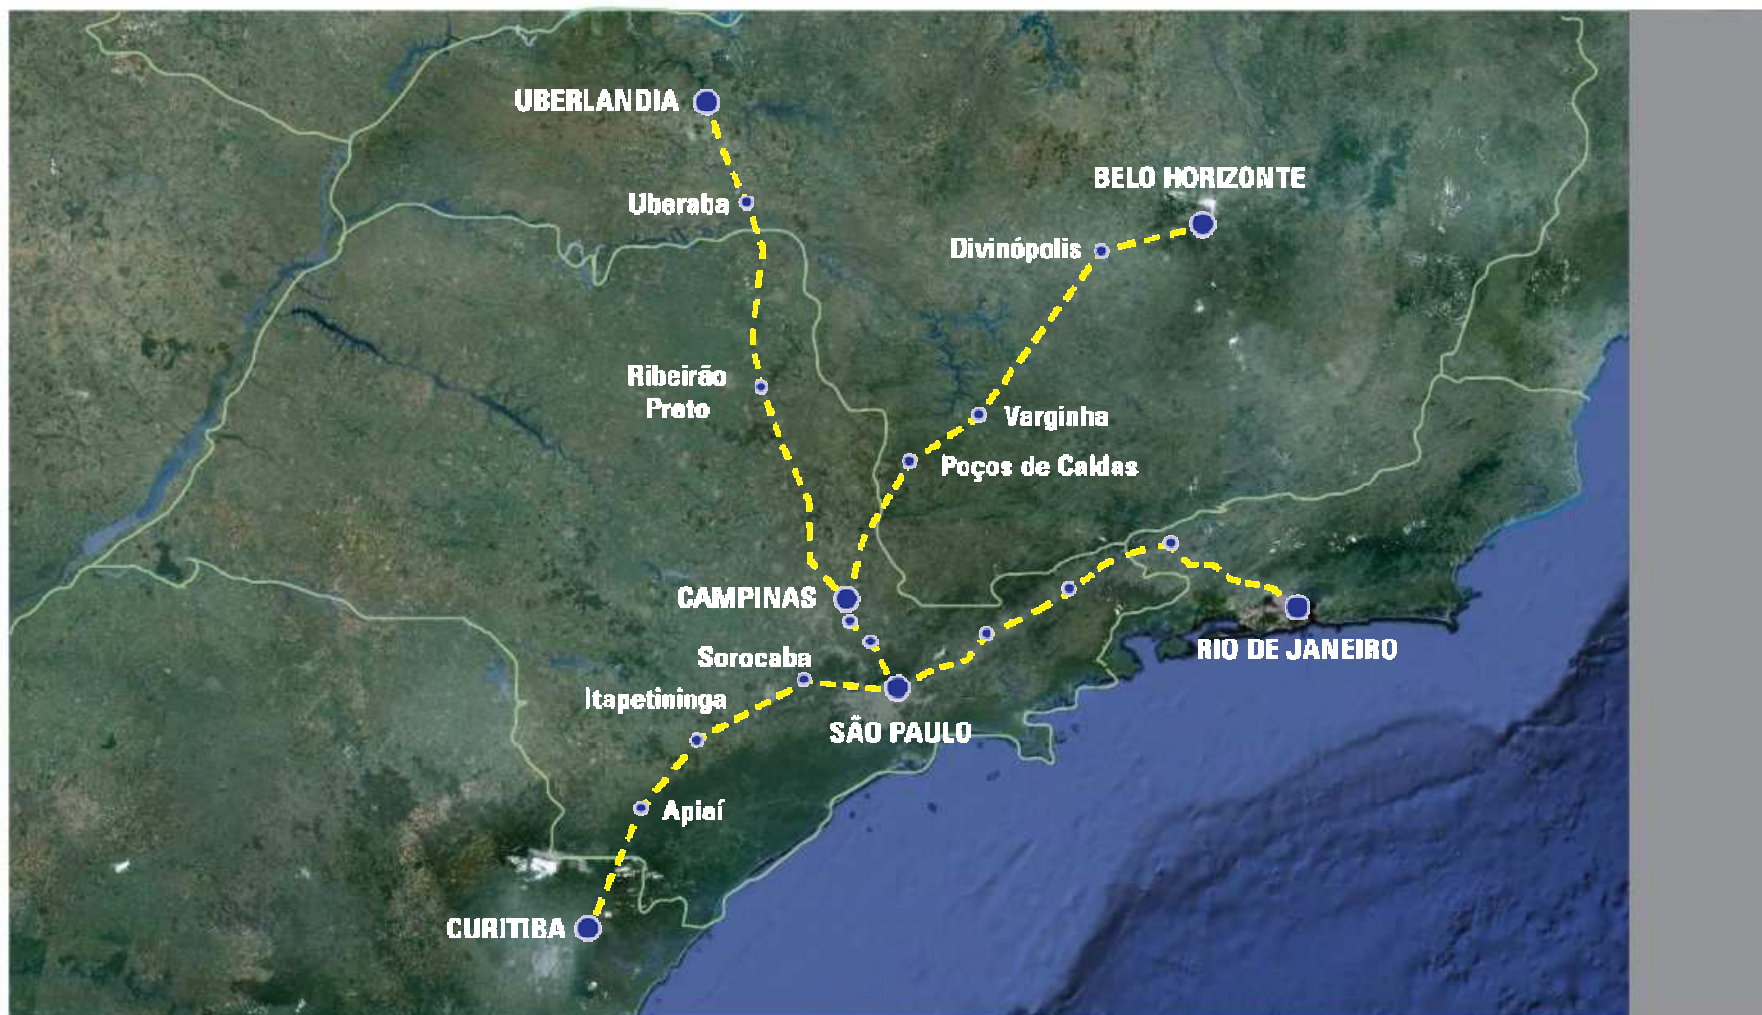 UBERLANDIA
BELO HORIZONTE
Uberaba
Divinópolis
Ribeirão
Preto
Varginha
Poços de Caldas
CAMPINAS
RIO DE JANEIRO
Sorocaba
Itapetininga
SÃO PAULO
Apiaí
CURITIBA